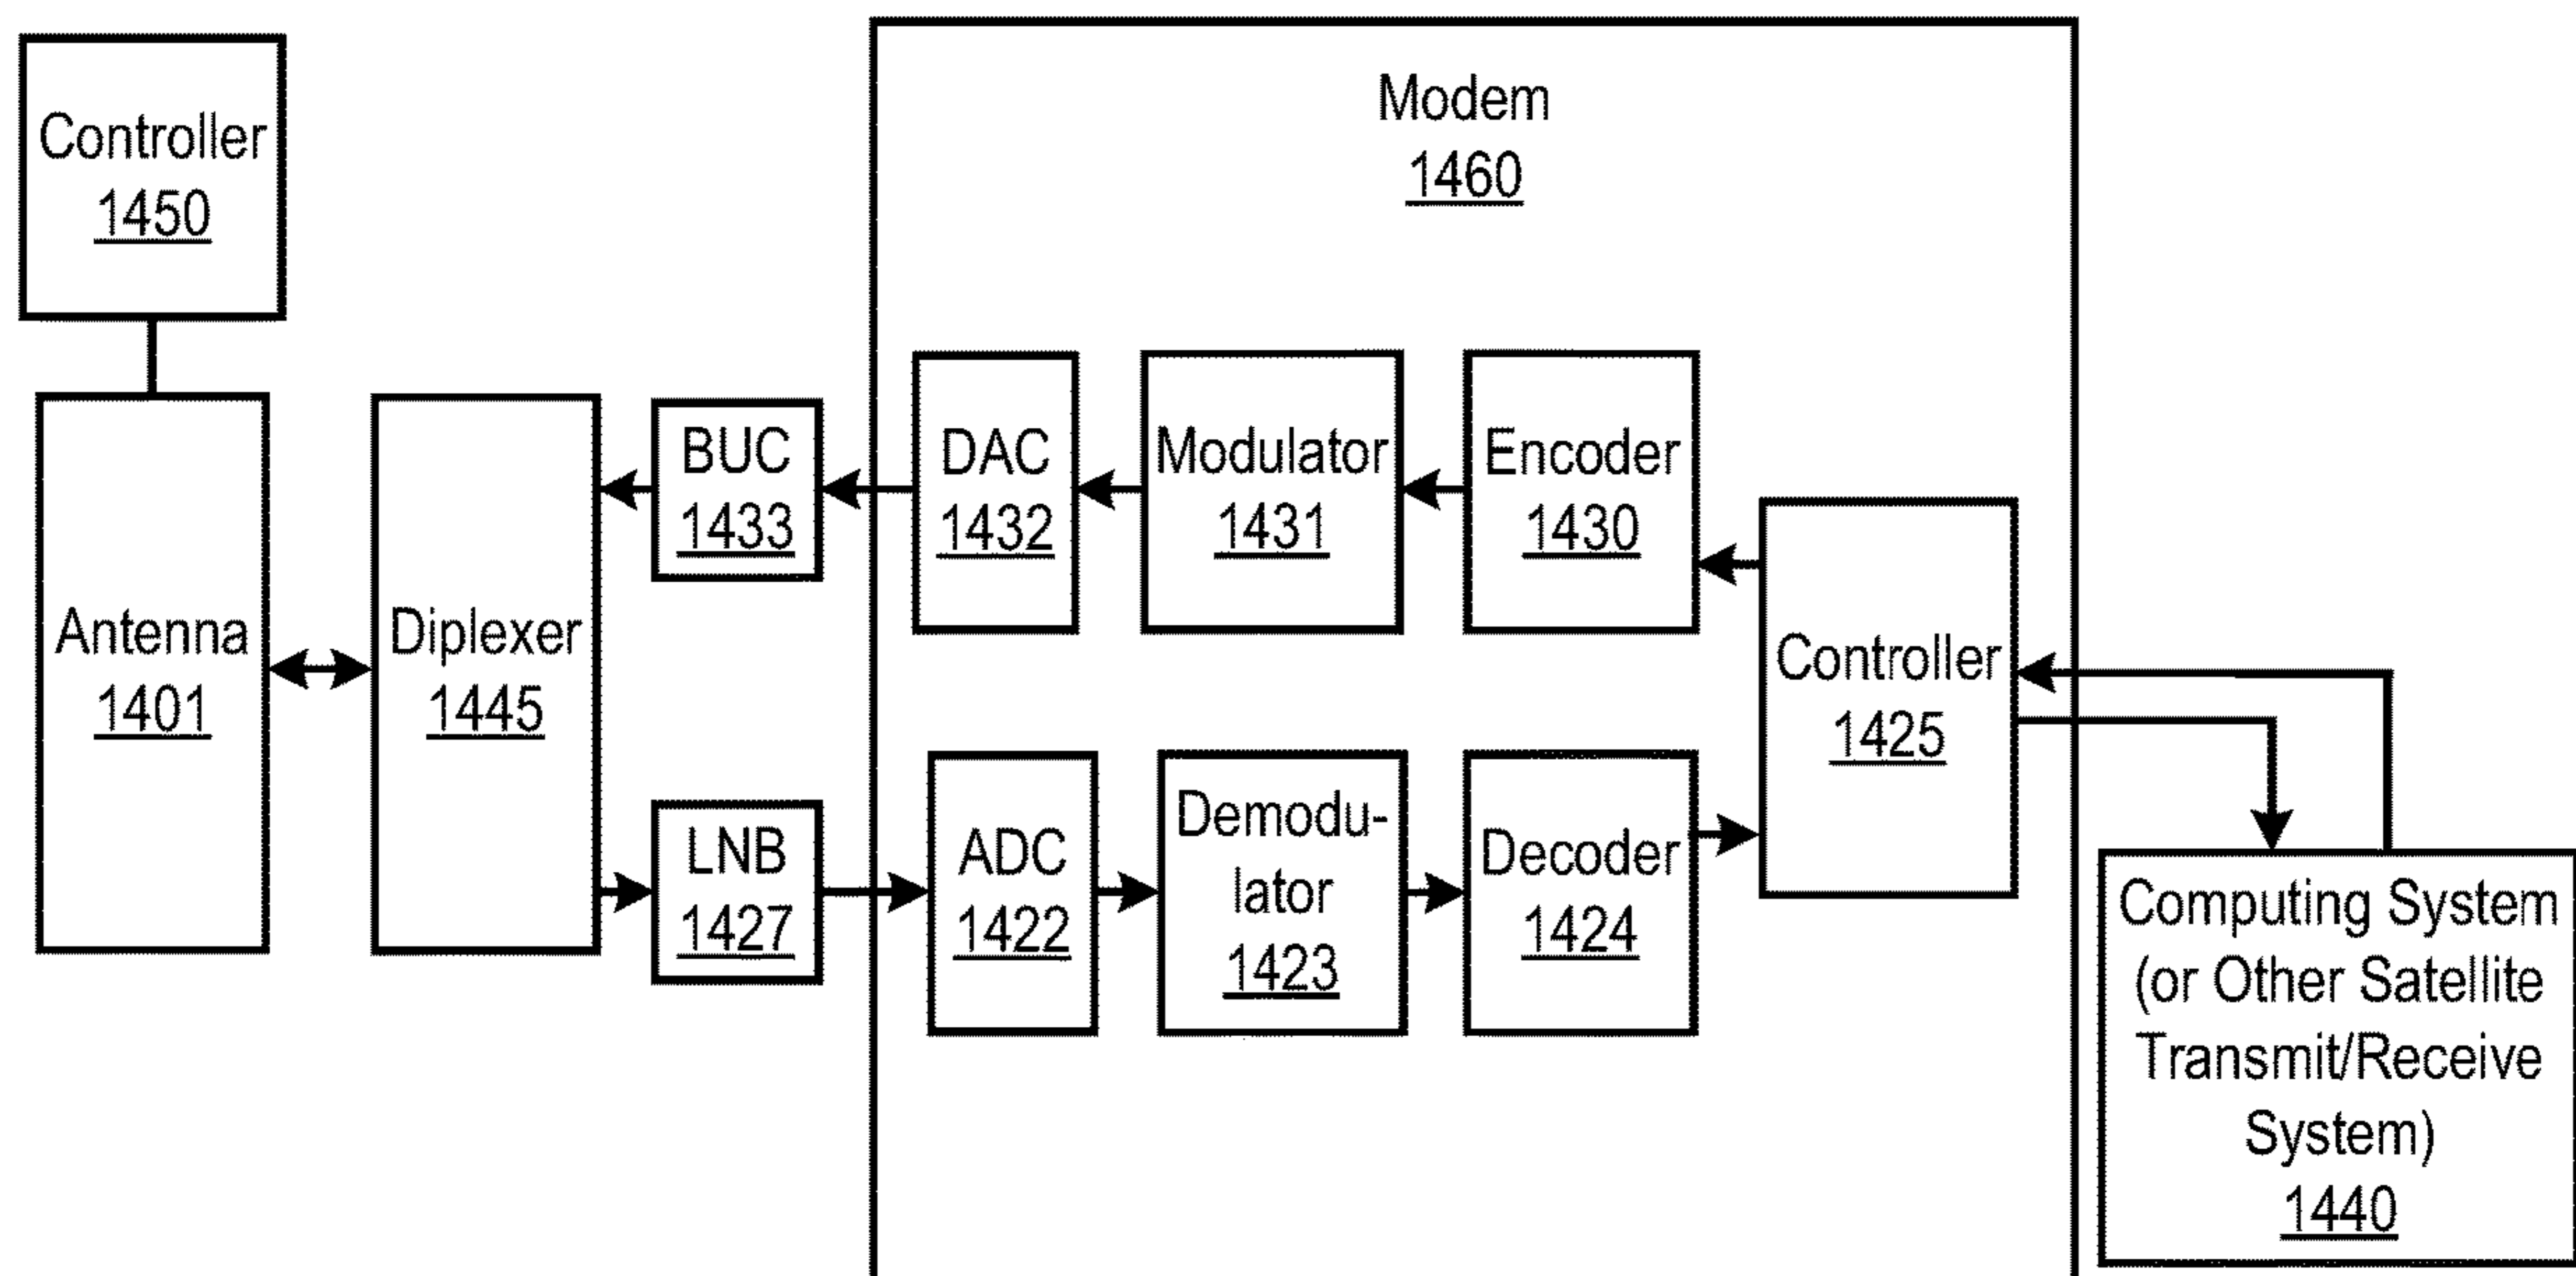 Controller
1450
Modem
1460
Antenna
1401
Diplexer
1445
BUC
1433
DAC
1432
Modulator
1431
Encoder
1430
LNB
1427
ADC
1422
Demodu-
lator
1423
Decoder
1424
Controller
1425
Computing System
(or Other Satellite
Transmit/Receive
System)
1440